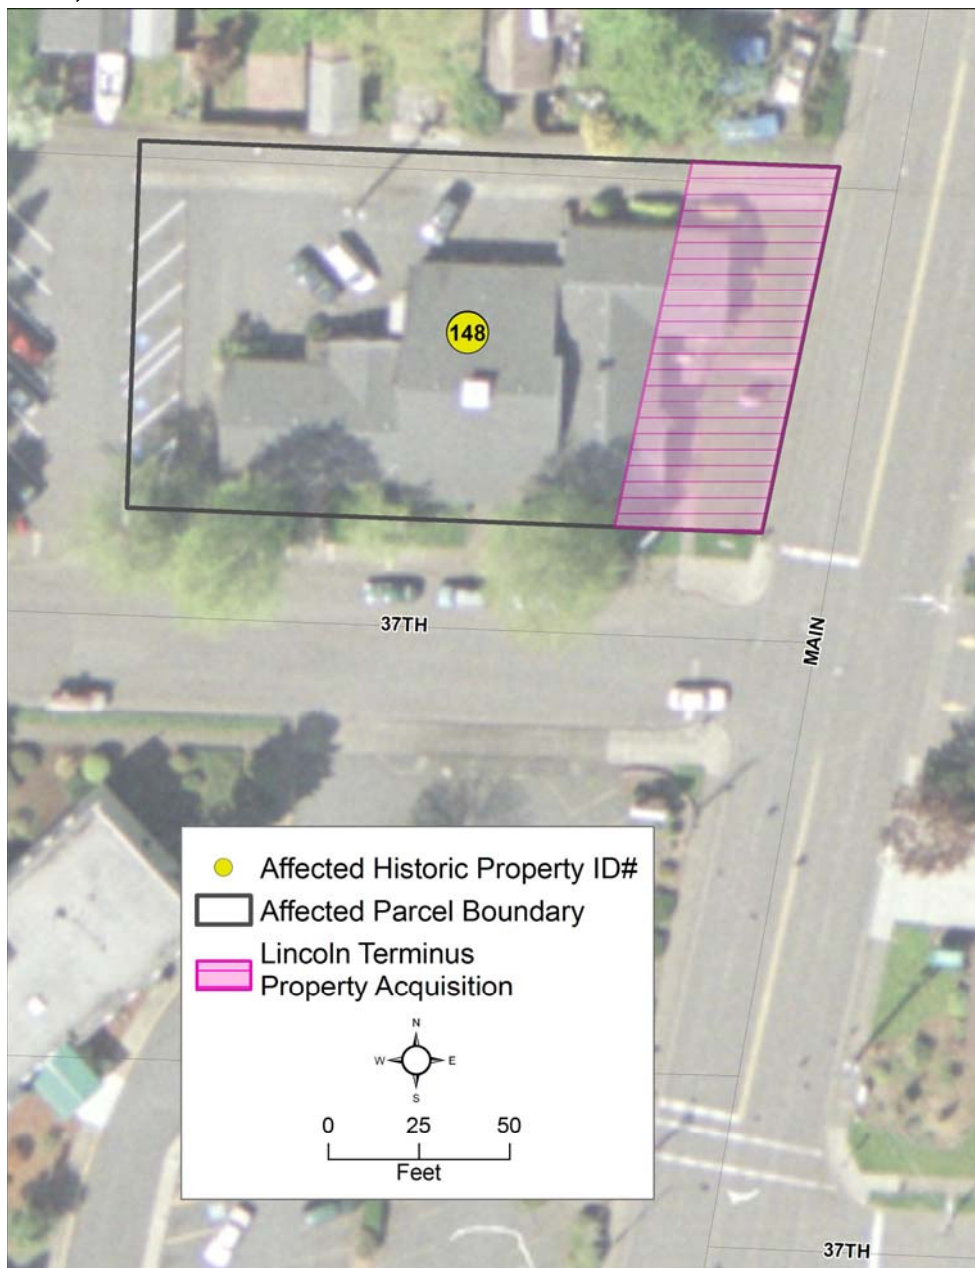 148
37TH
MAIN
Affected Historic Property ID#
Affected Parcel Boundary
Lincoln Terminus
Property Acquisition
N
W E
S
0 25 50
Feet
37TH